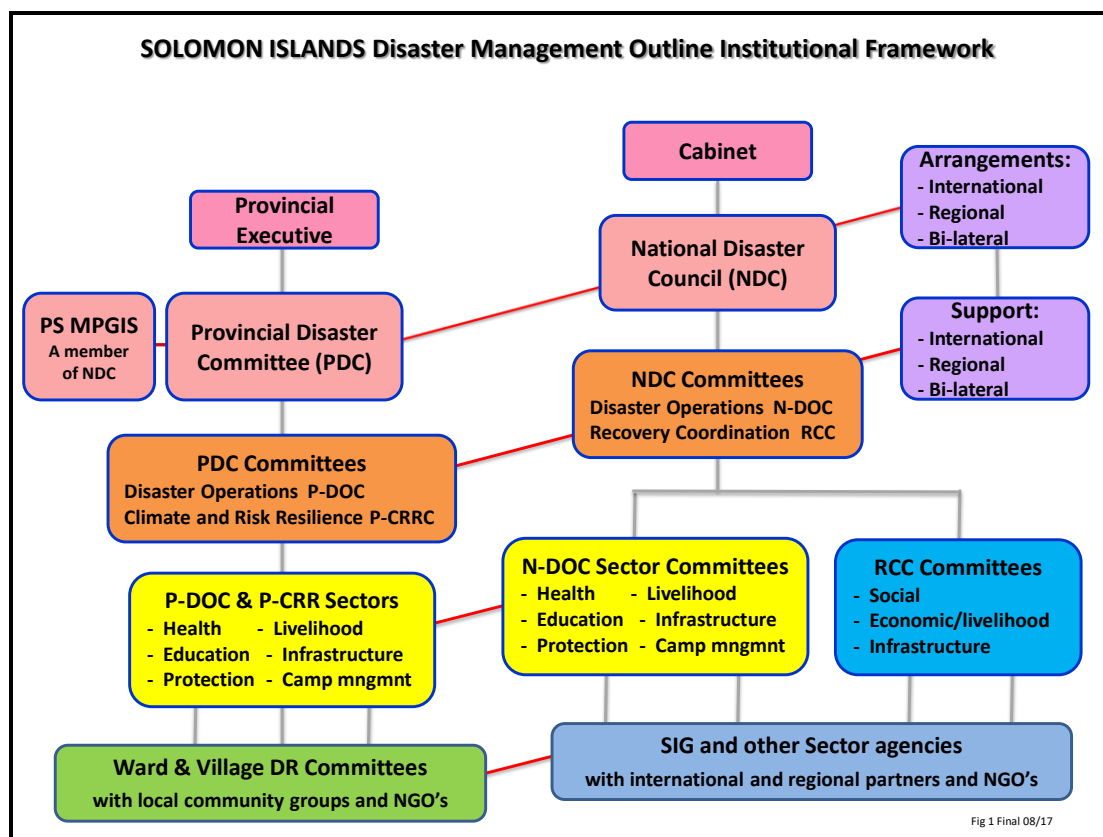 SOLOMON ISLANDS Disaster Management Outline Institutional Framework
Cabinet
Arrangements:
- International
- Regional
- Bi-lateral
Provincial
Executive
National Disaster
Council (NDC)
PS MPGIS
A member
of NDC
Provincial Disaster
Committee (PDC)
Support:
- International
- Regional
- Bi-lateral
NDC Committees
Disaster Operations N-DOC
Recovery Coordination RCC
PDC Committees
Disaster Operations P-DOC
Climate and Risk Resilience P-CRRC
N-DOC Sector Committees
- Health - Livelihood
- Education - Infrastructure
- Protection - Camp mngmnt
RCC Committees
- Social
- Economic/livelihood
- Infrastructure
P-DOC & P-CRR Sectors
- Health - Livelihood
- Education - Infrastructure
- Protection - Camp mngmnt
Ward & Village DR Committees
with local community groups and NGO's
SIG and other Sector agencies
with international and regional partners and NGO's
Fig 1 Final 08/17